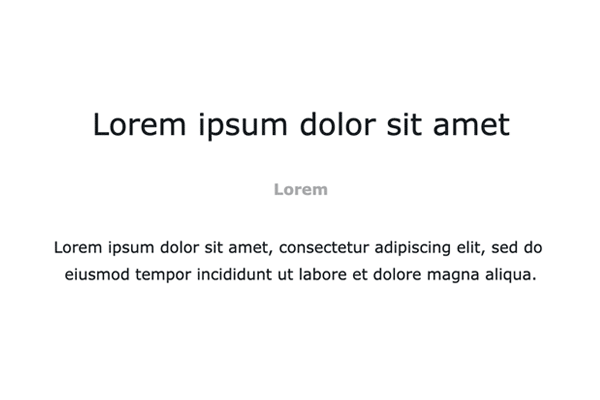 Lorem ipsum dolor sit amet
Lorem
Lorem ipsum dolor sit amet, consectetur adipiscing elit, sed do
eiusmod tempor incididunt ut labore et dolore magna aliqua.